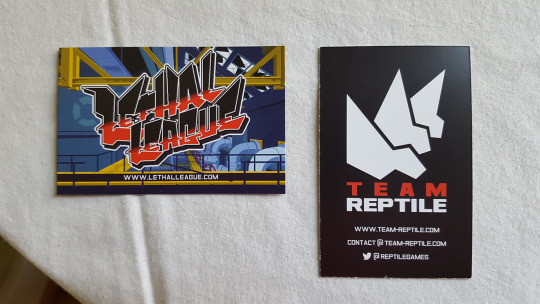 LETHAL
LEAGUE
WWW.LETHALLEAGUE.COM
TEAM
REPTILE
WWW.TEAM-REPTILE.COM
CONTACT@TEAM-REPTILE.COM
@REPTILEGAMES